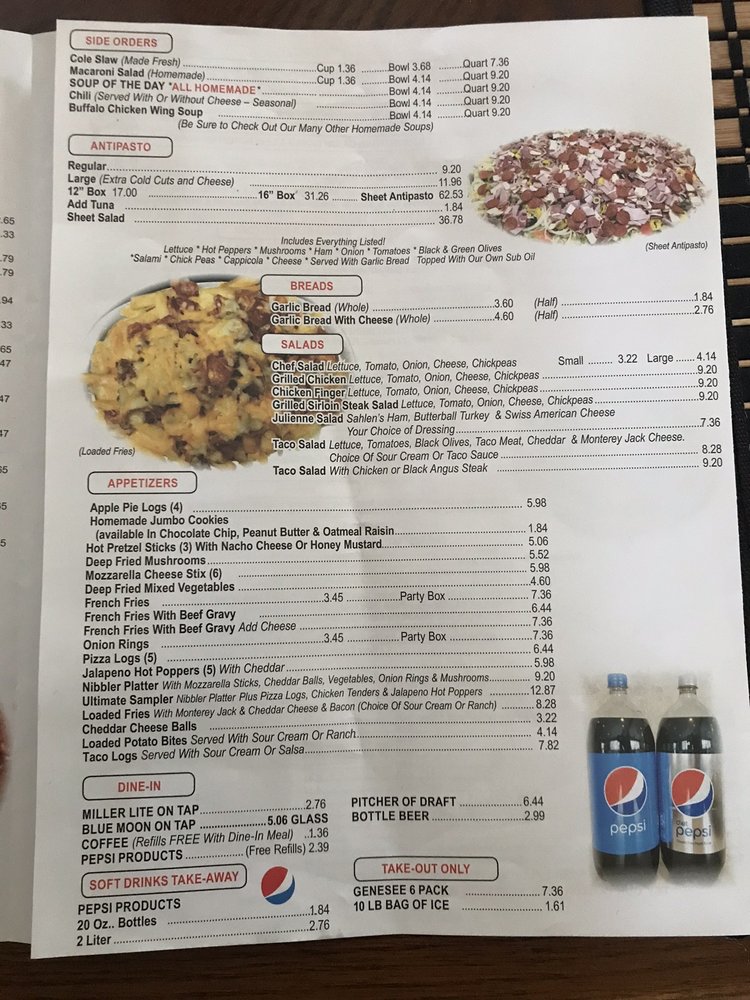 SIDE ORDERS
Cole Slaw (Made Fresh) Cup 1.36 Bowl 3.68 Quart 7.36
Macaroni Salad (Homemade) Cup 1.36 Bowl 4.14 Quart 9.20
SOUP OF THE DAY *ALL HOMEMADE* Bowl 4.14 Quart 9.20
Chili (Served With Or Without Cheese – Seasonal) Bowl 4.14 Quart 9.20
Buffalo Chicken Wing Soup Bowl 4.14 Quart 9.20
(Be Sure to Check Out Our Many Other Homemade Soups)
ANTIPASTO
Regular 9.20
Large (Extra Cold Cuts and Cheese) 11.96
12" Box 17.00 16" Box 31.26 Sheet Antipasto 62.53
Add Tuna 1.84
Sheet Salad 36.78
Includes Everything Listed!
Lettuce * Hot Peppers * Mushrooms * Ham * Onion * Tomatoes * Black & Green Olives
*Salami * Chick Peas * Cappicola * Cheese * Served With Garlic Bread Topped With Our Own Sub Oil
(Sheet Antipasto)
BREADS
Garlic Bread (Whole) 3.60 (Half) 1.84
Garlic Bread With Cheese (Whole) 4.60 (Half) 2.76
SALADS
Chef Salad Lettuce, Tomato, Onion, Cheese, Chickpeas Small 3.22 Large 4.14
Grilled Chicken Lettuce, Tomato, Onion, Cheese, Chickpeas 9.20
Chicken Finger Lettuce, Tomato, Onion, Cheese, Chickpeas 9.20
Grilled Sirloin Steak Salad Lettuce, Tomato, Onion, Cheese, Chickpeas 9.20
Julienne Salad Sahlen's Ham, Butterball Turkey & Swiss American Cheese
Your Choice of Dressing 7.36
Taco Salad Lettuce, Tomatoes, Black Olives, Taco Meat, Cheddar & Monterey Jack Cheese.
Choice Of Sour Cream Or Taco Sauce 8.28
Taco Salad With Chicken or Black Angus Steak 9.20
(Loaded Fries)
APPETIZERS
Apple Pie Logs (4) 5.98
Homemade Jumbo Cookies
(available In Chocolate Chip, Peanut Butter & Oatmeal Raisin 1.84
Hot Pretzel Sticks (3) With Nacho Cheese Or Honey Mustard 5.06
Deep Fried Mushrooms 5.52
Mozzarella Cheese Stix (6) 5.98
Deep Fried Mixed Vegetables 4.60
French Fries 3.45 Party Box 7.36
French Fries With Beef Gravy 6.44
French Fries With Beef Gravy Add Cheese 7.36
Onion Rings 3.45 Party Box 7.36
Pizza Logs (5) 6.44
Jalapeno Hot Poppers (5) With Cheddar 5.98
Nibbler Platter With Mozzarella Sticks, Cheddar Balls, Vegetables, Onion Rings & Mushrooms 9.20
Ultimate Sampler Nibbler Platter Plus Pizza Logs, Chicken Tenders & Jalapeno Hot Poppers 12.87
Loaded Fries With Monterey Jack & Cheddar Cheese & Bacon (Choice Of Sour Cream Or Ranch) 8.28
Cheddar Cheese Balls 3.22
Loaded Potato Bites Served With Sour Cream Or Ranch 4.14
Taco Logs Served With Sour Cream Or Salsa 7.82
DINE-IN
MILLER LITE ON TAP 2.76
BLUE MOON ON TAP 5.06 GLASS
COFFEE (Refills FREE With Dine-In Meal) 1.36
PEPSI PRODUCTS (Free Refills) 2.39
PITCHER OF DRAFT 6.44
BOTTLE BEER 2.99
SOFT DRINKS TAKE-AWAY
PEPSI PRODUCTS
20 Oz.. Bottles 1.84
2 Liter 2.76
TAKE-OUT ONLY
GENESEE 6 PACK 7.36
10 LB BAG OF ICE 1.61
pepsi
diet
pepsi
.65
.33
.79
.79
.94
33
65
47
47
47